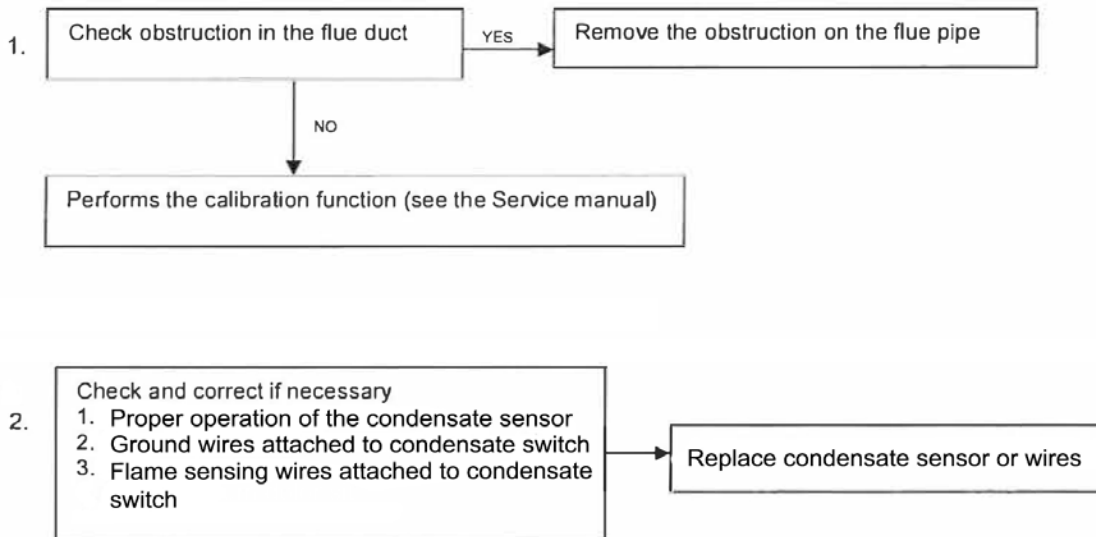 1.
Check obstruction in the flue duct
YES
Remove the obstruction on the flue pipe
NO
Performs the calibration function (see the Service manual)
2.
Check and correct if necessary
1. Proper operation of the condensate sensor
2. Ground wires attached to condensate switch
3. Flame sensing wires attached to condensate
switch
Replace condensate sensor or wires